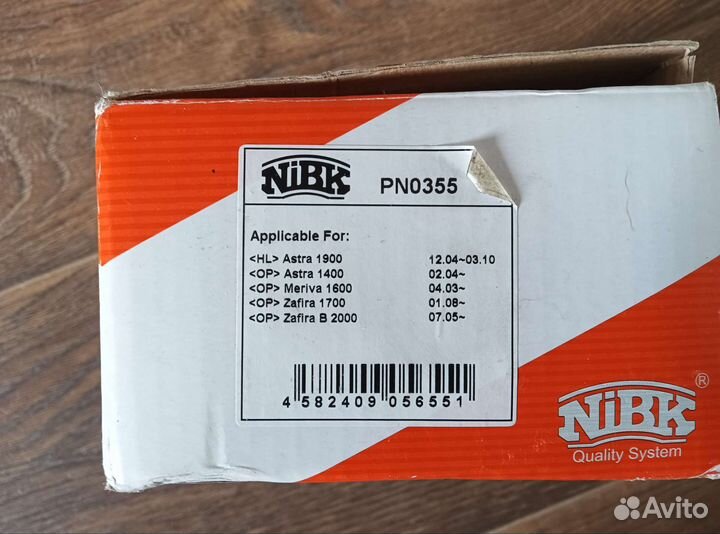 NiBK PN0355
Applicable For:
<HL> Astra 1900 12.04~03.10
<OP> Astra 1400 02.04~
<OP> Meriva 1600 04.03~
<OP> Zafira 1700 01.08~
<OP> Zafira B 2000 07.05~
4 582409 056551
NiBK ®
Quality System
Avito